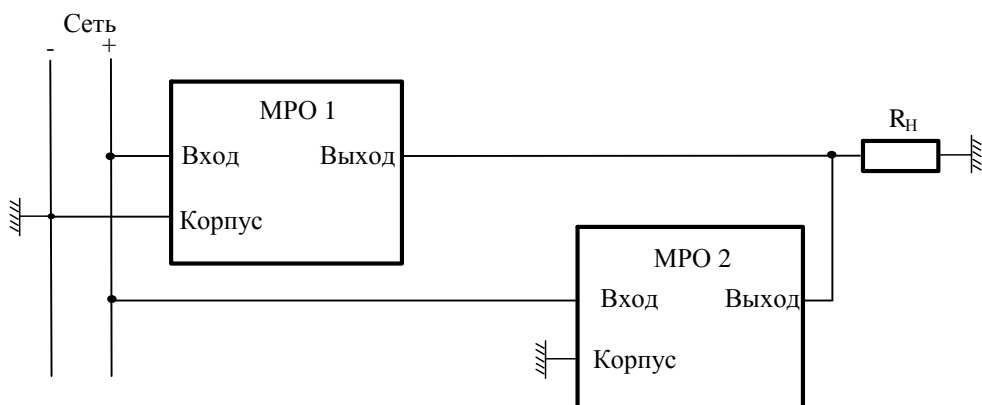 Сеть
- +
МРО 1
Вход Выход
Корпус
RН
МРО 2
Вход Выход
Корпус